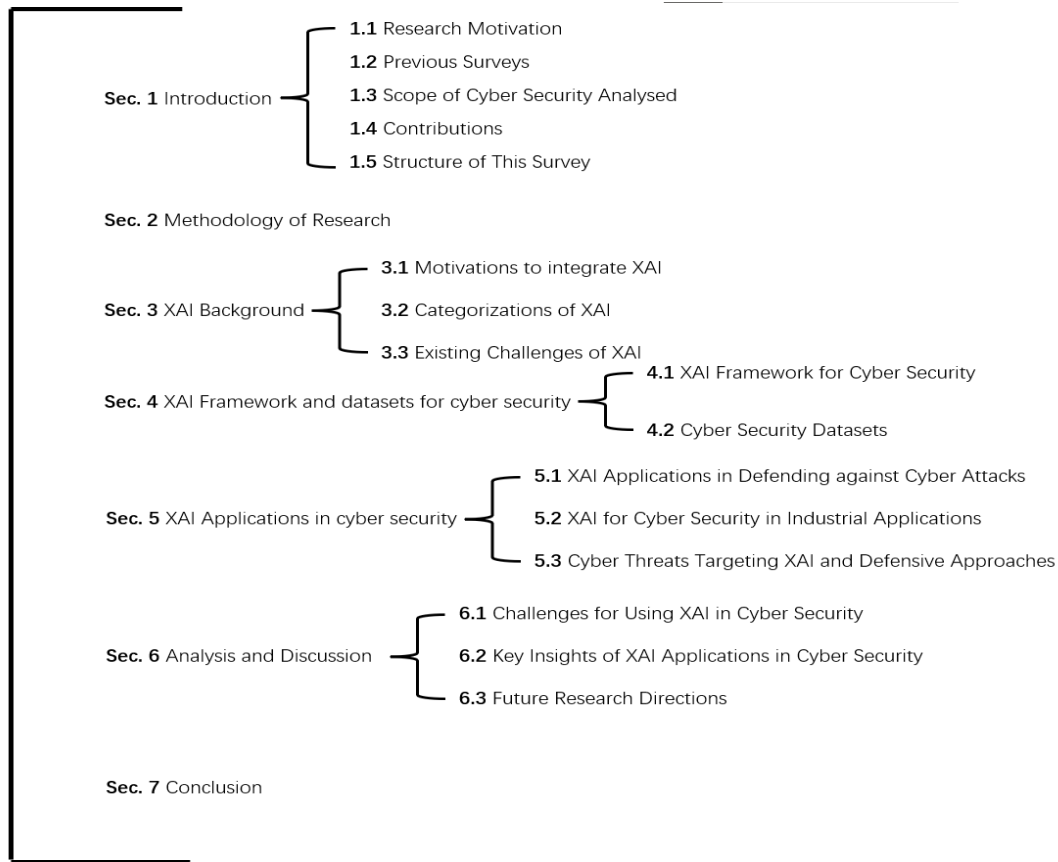 1.1 Research Motivation
1.2 Previous Surveys
Sec. 1 Introduction
1.3 Scope of Cyber Security Analysed
1.4 Contributions
1.5 Structure of This Survey
Sec. 2 Methodology of Research
3.1 Motivations to integrate XAI
Sec. 3 XAI Background
3.2 Categorizations of XAI
3.3 Existing Challenges of XAI
4.1 XAI Framework for Cyber Security
Sec. 4 XAI Framework and datasets for cyber security
4.2 Cyber Security Datasets
5.1 XAI Applications in Defending against Cyber Attacks
Sec. 5 XAI Applications in cyber security
5.2 XAI for Cyber Security in Industrial Applications
5.3 Cyber Threats Targeting XAI and Defensive Approaches
6.1 Challenges for Using XAI in Cyber Security
Sec. 6 Analysis and Discussion
6.2 Key Insights of XAI Applications in Cyber Security
6.3 Future Research Directions
Sec. 7 Conclusion